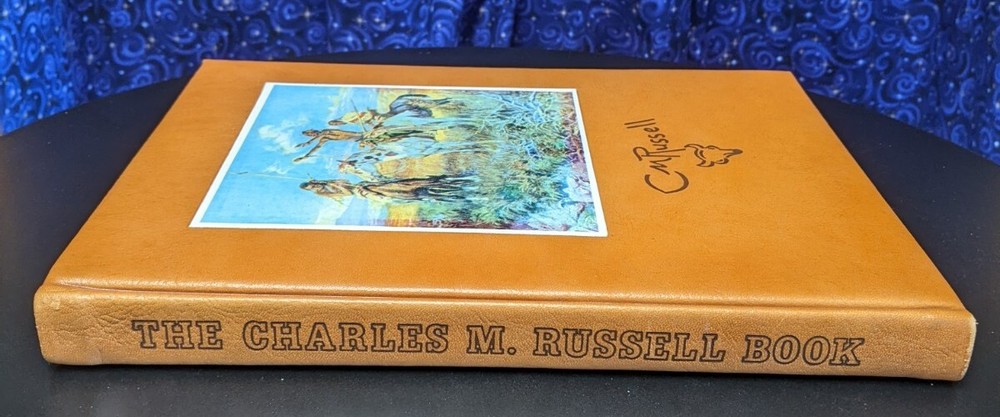 CMRussell
THE CHARLES M. RUSSELL BOOK